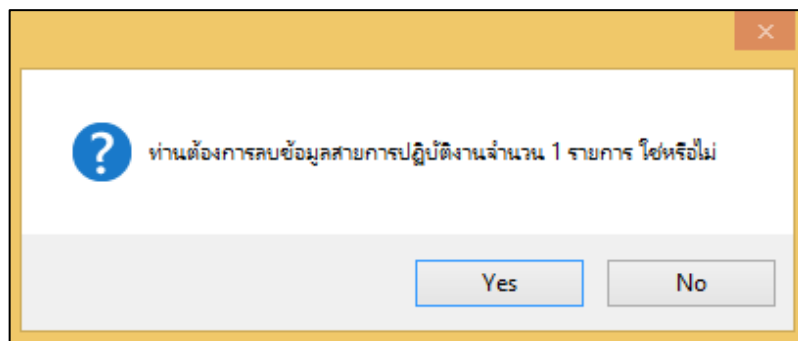 ท่านต้องการลบข้อมูลสายการปฏิบัติงานจำนวน 1 รายการ ใช่หรือไม่
Yes
No